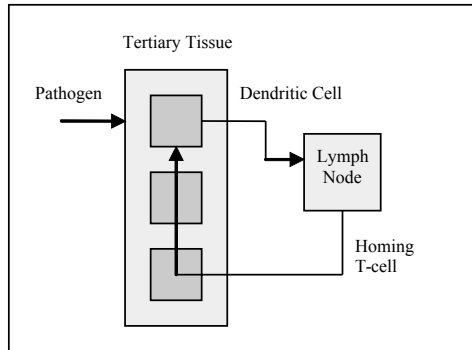 Tertiary Tissue
Pathogen
Dendritic Cell
Lymph
Node
Homing
T-cell